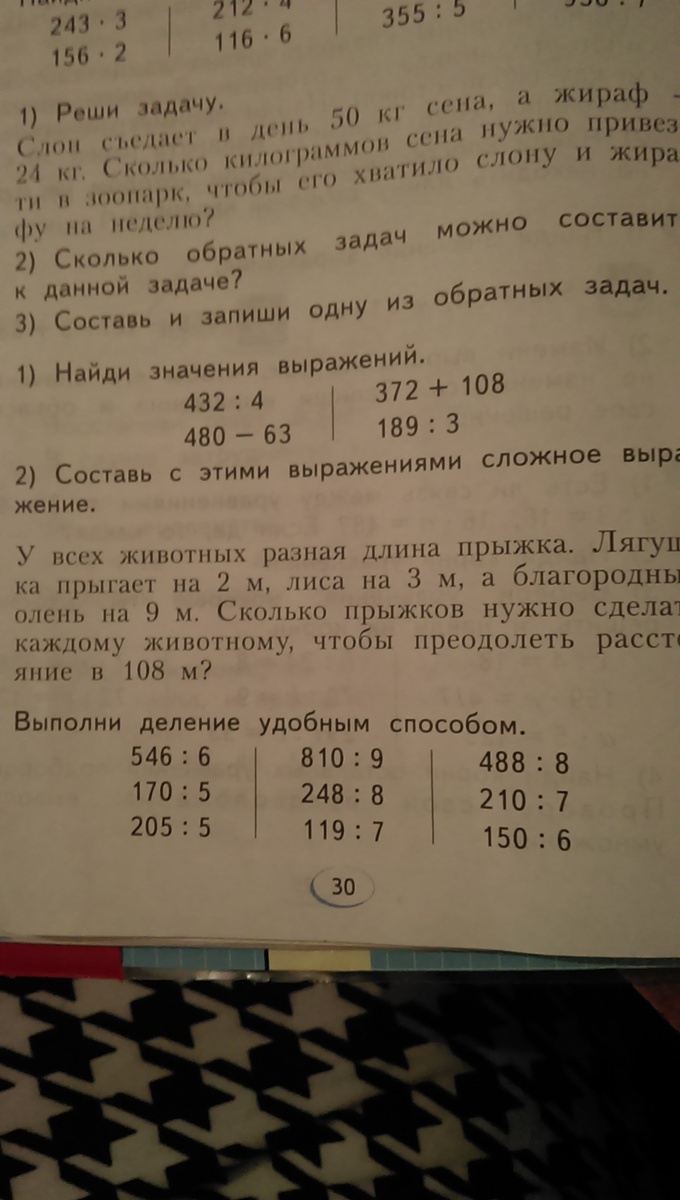 243 · 3
156 · 2
212 · 4
116 · 6
355 : 5
1) Реши задачу.
Слон съедает в день 50 кг сена, а жираф –
24 кг. Сколько килограммов сена нужно привез
ти в зоопарк, чтобы его хватило слону и жира
фу на неделю?
2) Сколько обратных задач можно составит
к данной задаче?
3) Составь и запиши одну из обратных задач.
1) Найди значения выражений.
432 : 4
480 – 63
372 + 108
189 : 3
2) Составь с этими выражениями сложное выра
жение.
У всех животных разная длина прыжка. Лягуш
ка прыгает на 2 м, лиса на 3 м, а благородны
олень на 9 м. Сколько прыжков нужно сделат
каждому животному, чтобы преодолеть расст
яние в 108 м?
Выполни деление удобным способом.
546 : 6
170 : 5
205 : 5
810 : 9
248 : 8
119 : 7
488 : 8
210 : 7
150 : 6
30